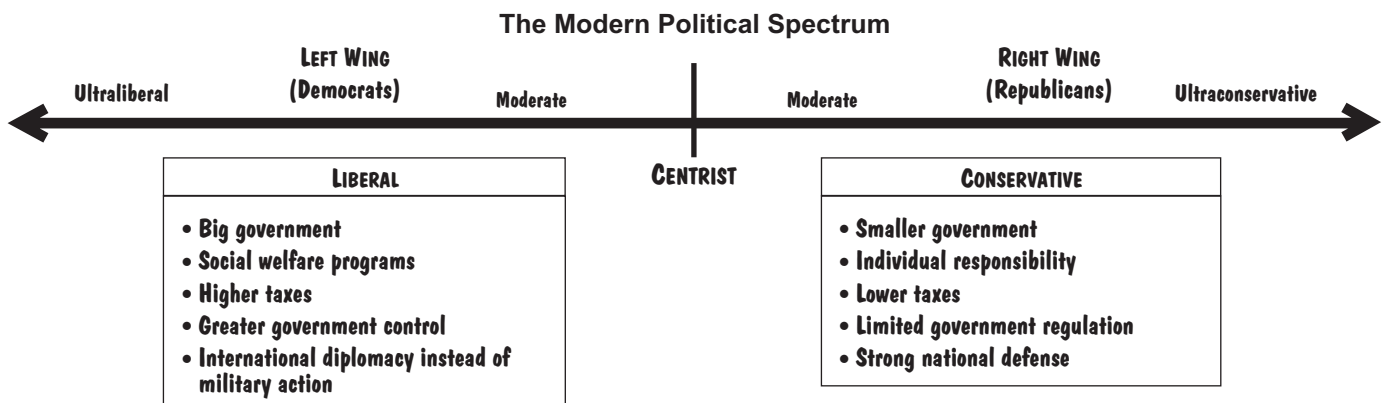 The Modern Political Spectrum
LEFT WING
(Democrats)
RIGHT WING
(Republicans)
Ultraliberal
Moderate
Moderate
Ultraconservative
CENTRIST
LIBERAL
• Big government
• Social welfare programs
• Higher taxes
• Greater government control
• International diplomacy instead of
military action
CONSERVATIVE
• Smaller government
• Individual responsibility
• Lower taxes
• Limited government regulation
• Strong national defense